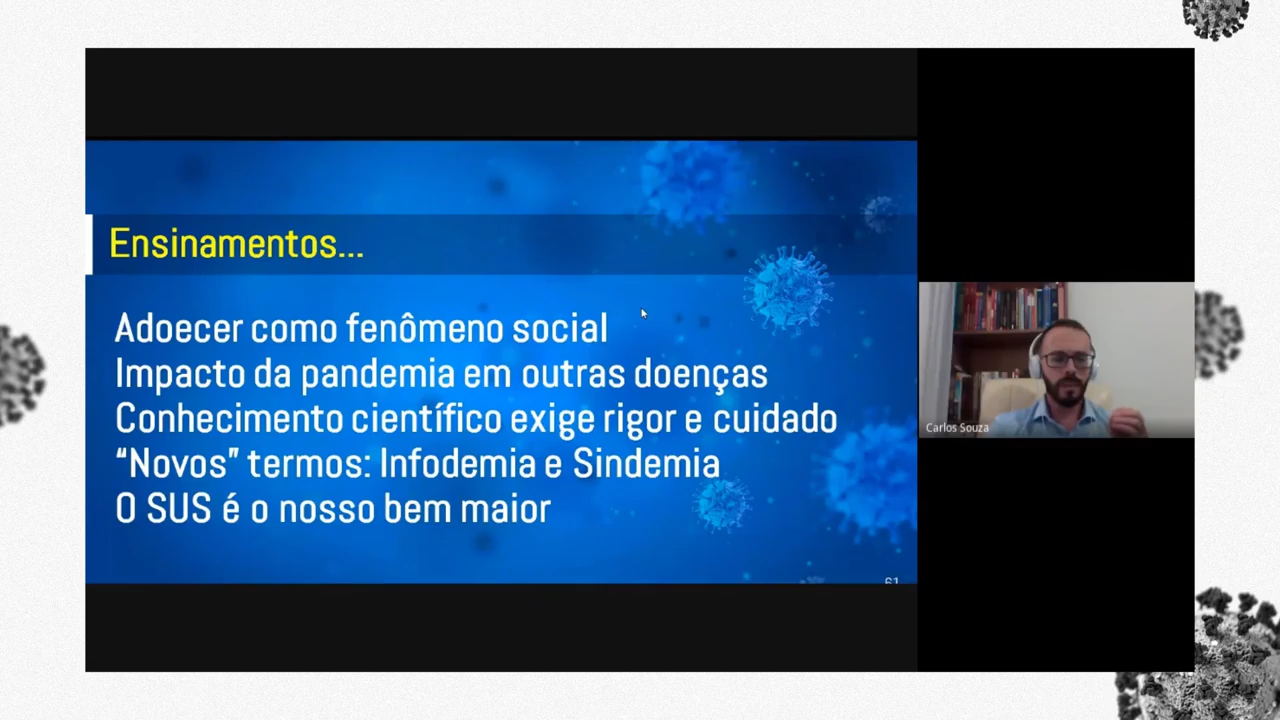 Ensinamentos...
Adoecer como fenômeno social
Impacto da pandemia em outras doenças
Conhecimento científico exige rigor e cuidado
“Novos” termos: Infodemia e Sindemia
O SUS é o nosso bem maior
61
Carlos Souza